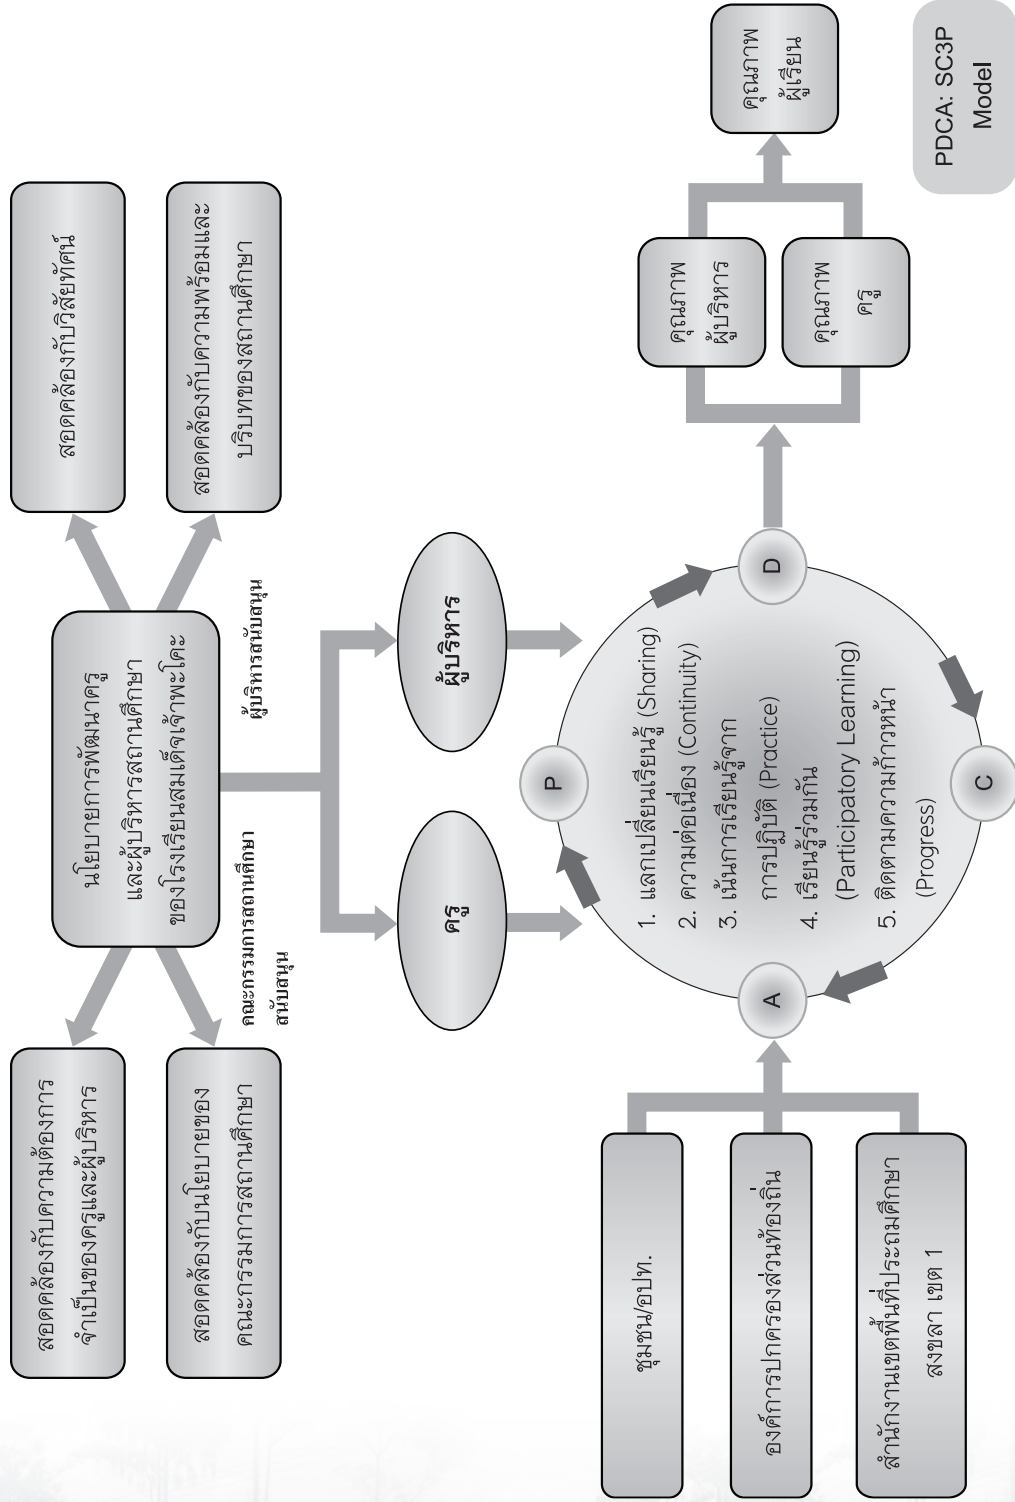 สอดคล้องกับความต้องการ
จำเป็นของครูและผู้บริหาร
สอดคล้องกับนโยบายของ
คณะกรรมการสถานศึกษา
นโยบายการพัฒนาครู
และผู้บริหารสถานศึกษา
ของโรงเรียนสมเด็จเจ้าพะโคะ
สอดคล้องกับวิสัยทัศน์
สอดคล้องกับความพร้อมและ
บริบทของสถานศึกษา
คณะกรรมการสถานศึกษา
สนับสนุน
ผู้บริหารสนับสนุน
ครู
ผู้บริหาร
ชุมชน/อปท.
องค์การปกครองส่วนท้องถิ่น
สำนักงานเขตพื้นที่ประถมศึกษา
สงขลา เขต 1
P
A
1. แลกเปลี่ยนเรียนรู้ (Sharing)
2. ความต่อเนื่อง (Continuity)
3. เน้นการเรียนรู้จาก
การปฏิบัติ (Practice)
4. เรียนรู้ร่วมกัน
(Participatory Learning)
5. ติดตามความก้าวหน้า
(Progress)
D
C
คุณภาพ
ผู้บริหาร
คุณภาพ
ครู
คุณภาพ
ผู้เรียน
PDCA: SC3P
Model